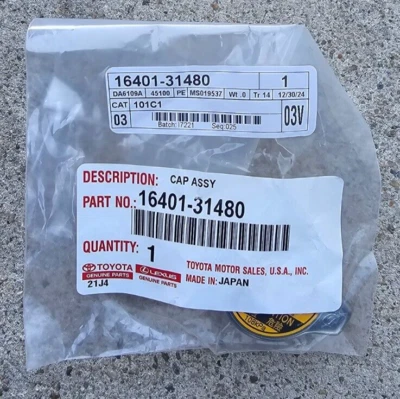 16401-31480 1
DA6109A 45100 PE MS019537 Wt .0 Tr. 14 12/30/24
CAT 101C1
03 Batch: I7221 Seq:025 03V
DESCRIPTION: CAP ASSY
PART NO.: 16401-31480
QUANTITY: 1
TOYOTA GENUINE PARTS LEXUS GENUINE PARTS
TOYOTA MOTOR SALES, U.S.A., INC.
21J4 MADE IN: JAPAN